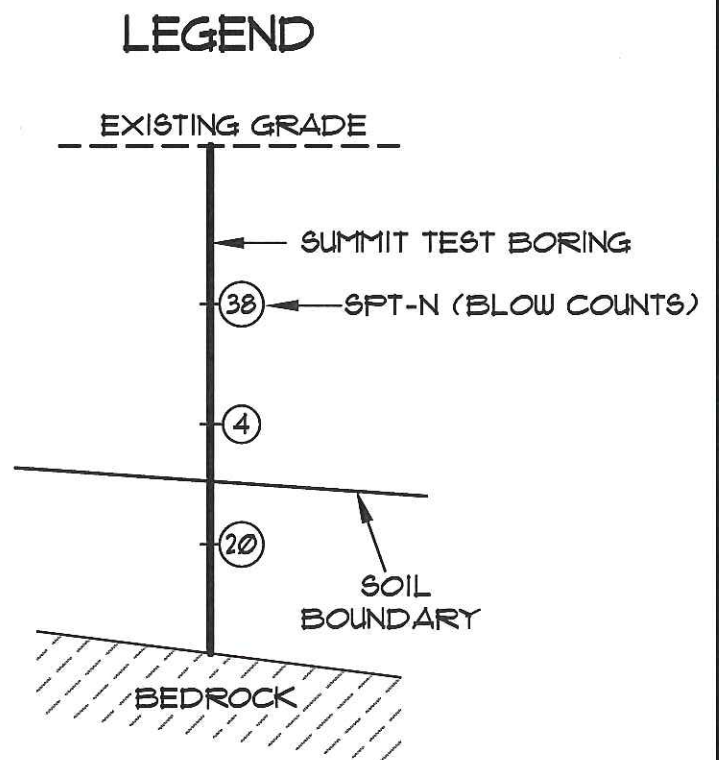 LEGEND
EXISTING GRADE
SUMMIT TEST BORING
38
SPT-N (BLOW COUNTS)
4
20
SOIL
BOUNDARY
BEDROCK